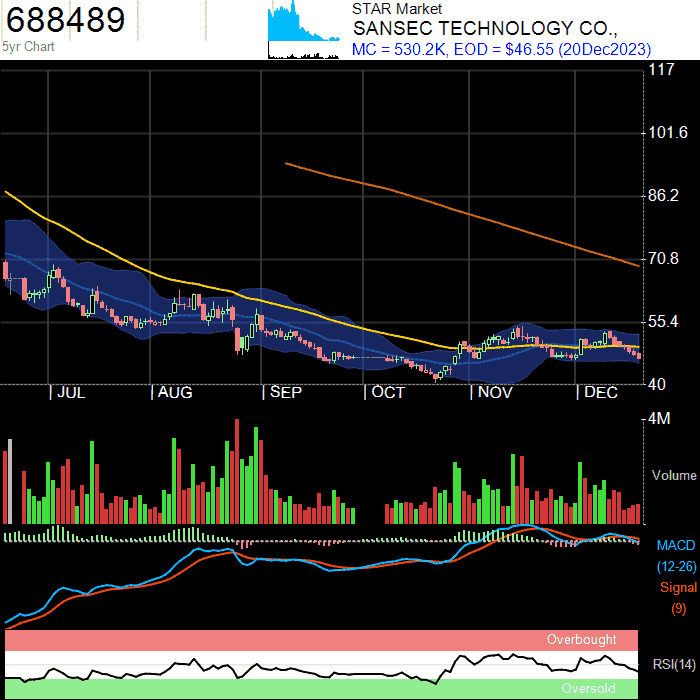 688489
5yr Chart
STAR Market
SANSEC TECHNOLOGY CO.,
MC = 530.2K, EOD = $46.55 (20Dec2023)
117
101.6
86.2
70.8
55.4
40
JUL AUG SEP OCT NOV DEC
4M
Volume
MACD
(12-26)
Signal
(9)
Overbought
RSI(14)
Oversold